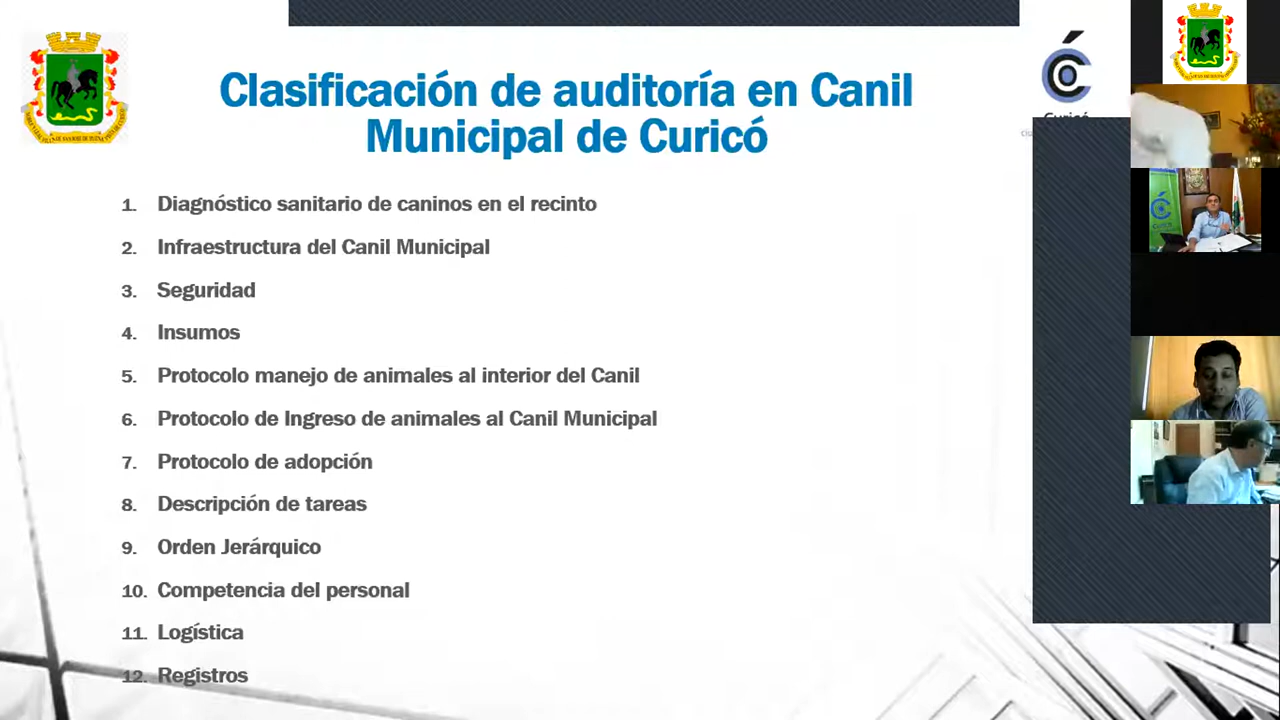 Clasificación de auditoría en Canil
Municipal de Curicó
1. Diagnóstico sanitario de caninos en el recinto
2. Infraestructura del Canil Municipal
3. Seguridad
4. Insumos
5. Protocolo manejo de animales al interior del Canil
6. Protocolo de Ingreso de animales al Canil Municipal
7. Protocolo de adopción
8. Descripción de tareas
9. Orden Jerárquico
10. Competencia del personal
11. Logística
12. Registros
Curicó